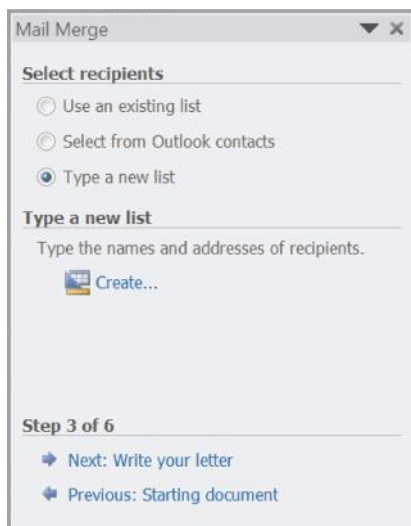 Mail Merge
Select recipients
Use an existing list
Select from Outlook contacts
Type a new list
Type a new list
Type the names and addresses of recipients.
Create...
Step 3 of 6
Next: Write your letter
Previous: Starting document